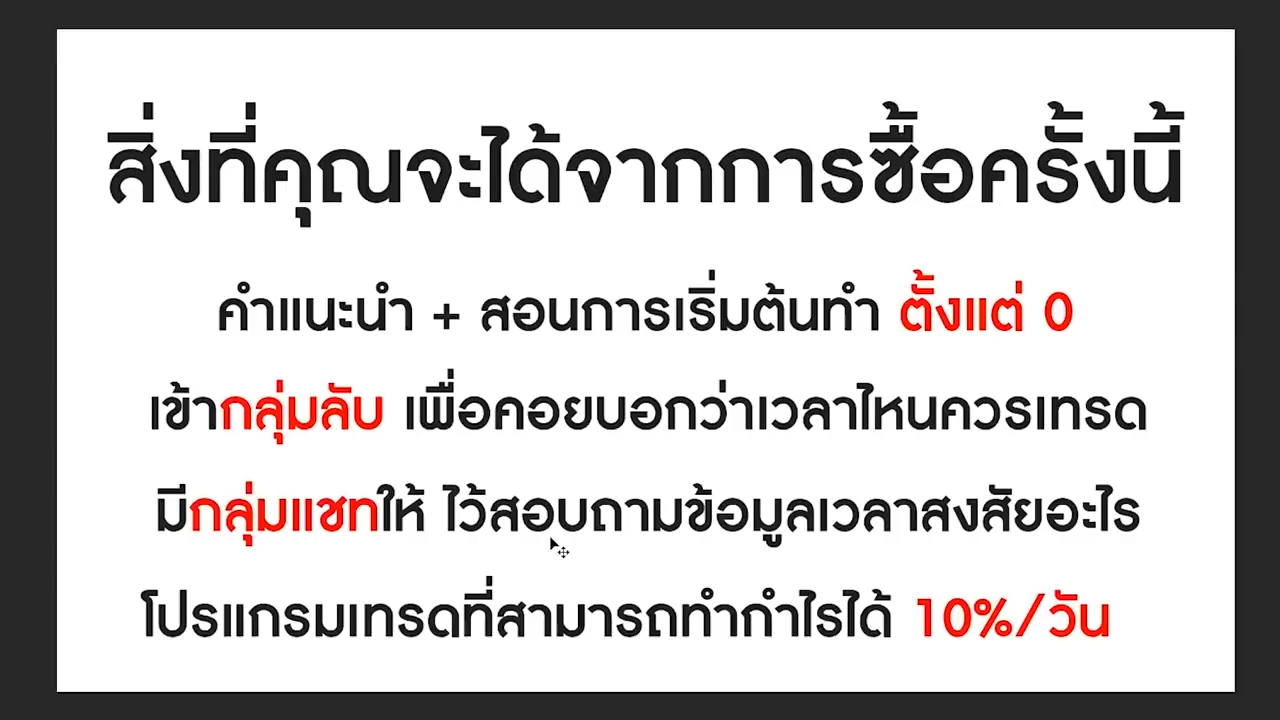 สิ่งที่คุณจะได้จากการซื้อครั้งนี้
คำแนะนำ + สอนการเริ่มต้นทำ ตั้งแต่ 0
เข้ากลุ่มลับ เพื่อคอยบอกว่าเวลาไหนควรเทรด
มีกลุ่มแชทให้ ไว้สอบถามข้อมูลเวลาสงสัยอะไร
โปรแกรมเทรดที่สามารถทำกำไรได้ 10%/วัน